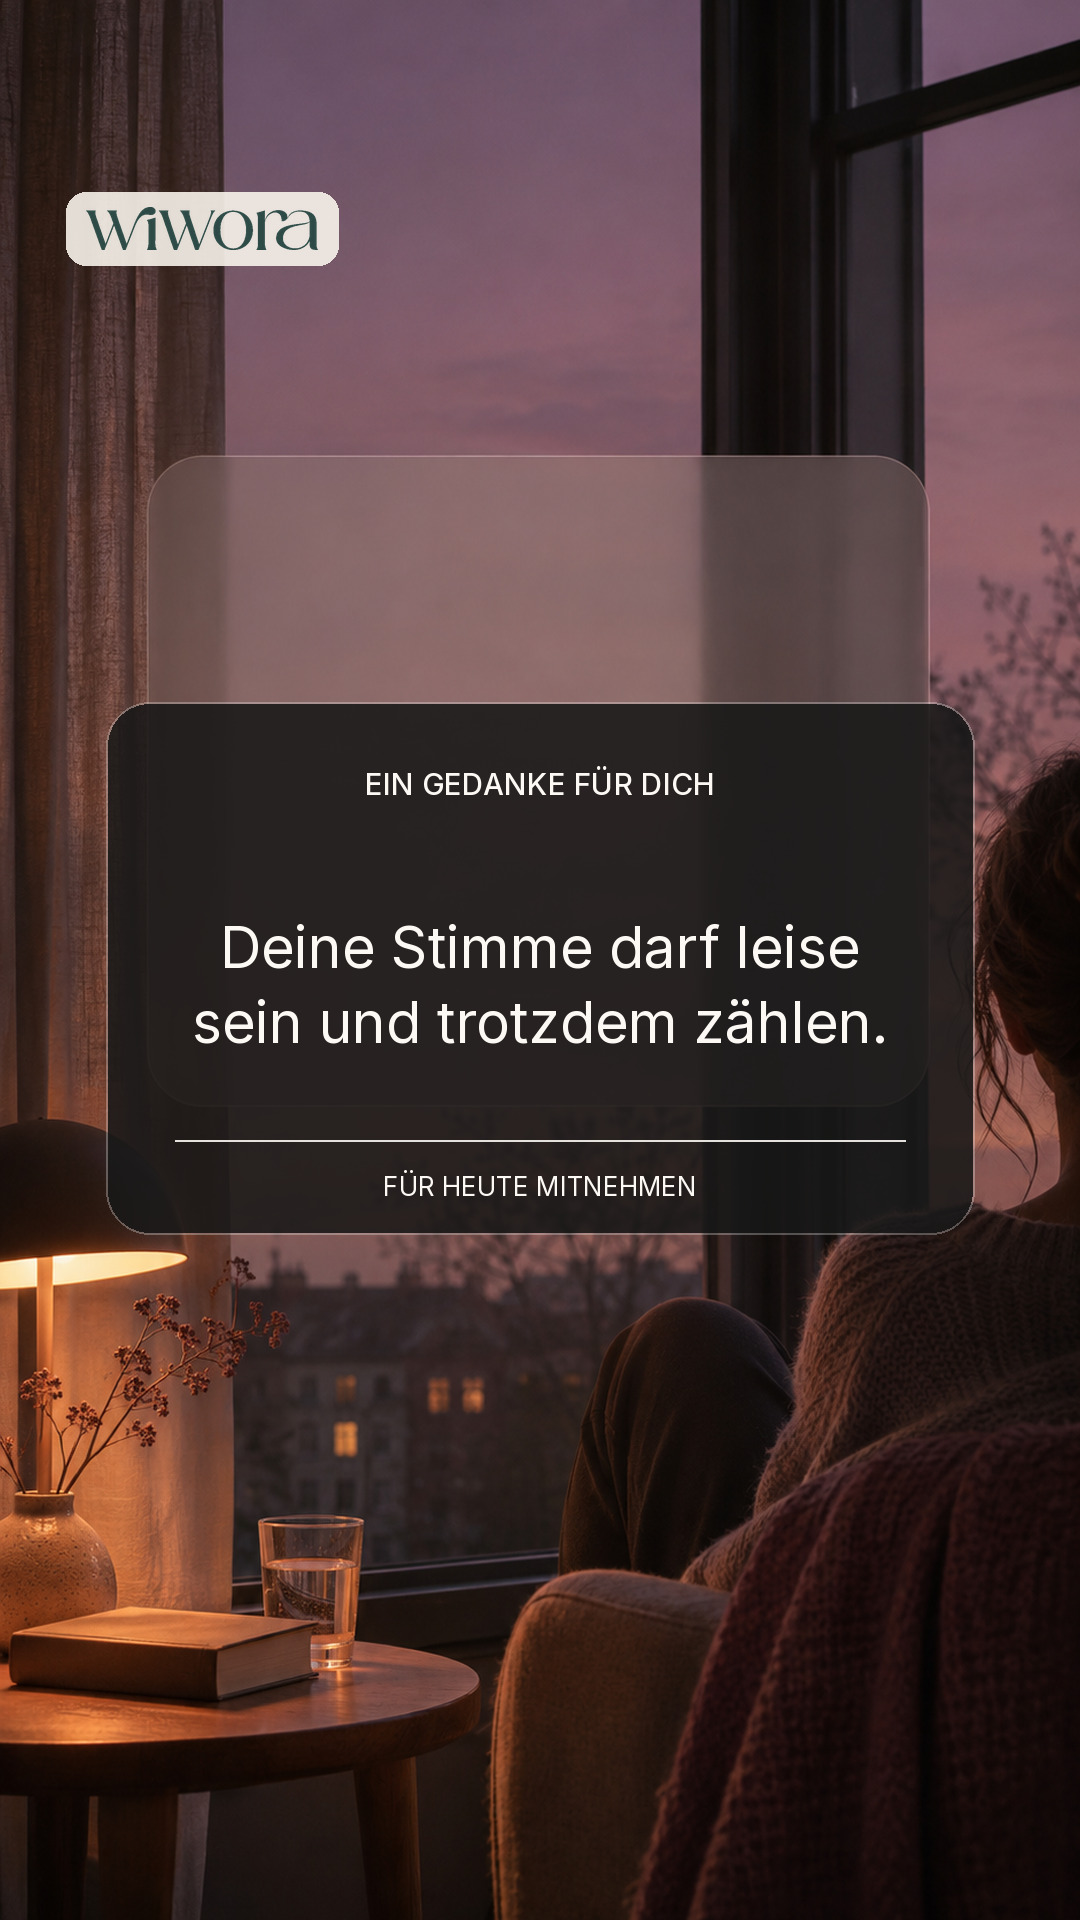 wiwora
EIN GEDANKE FÜR DICH
Deine Stimme darf leise
sein und trotzdem zählen.
FÜR HEUTE MITNEHMEN